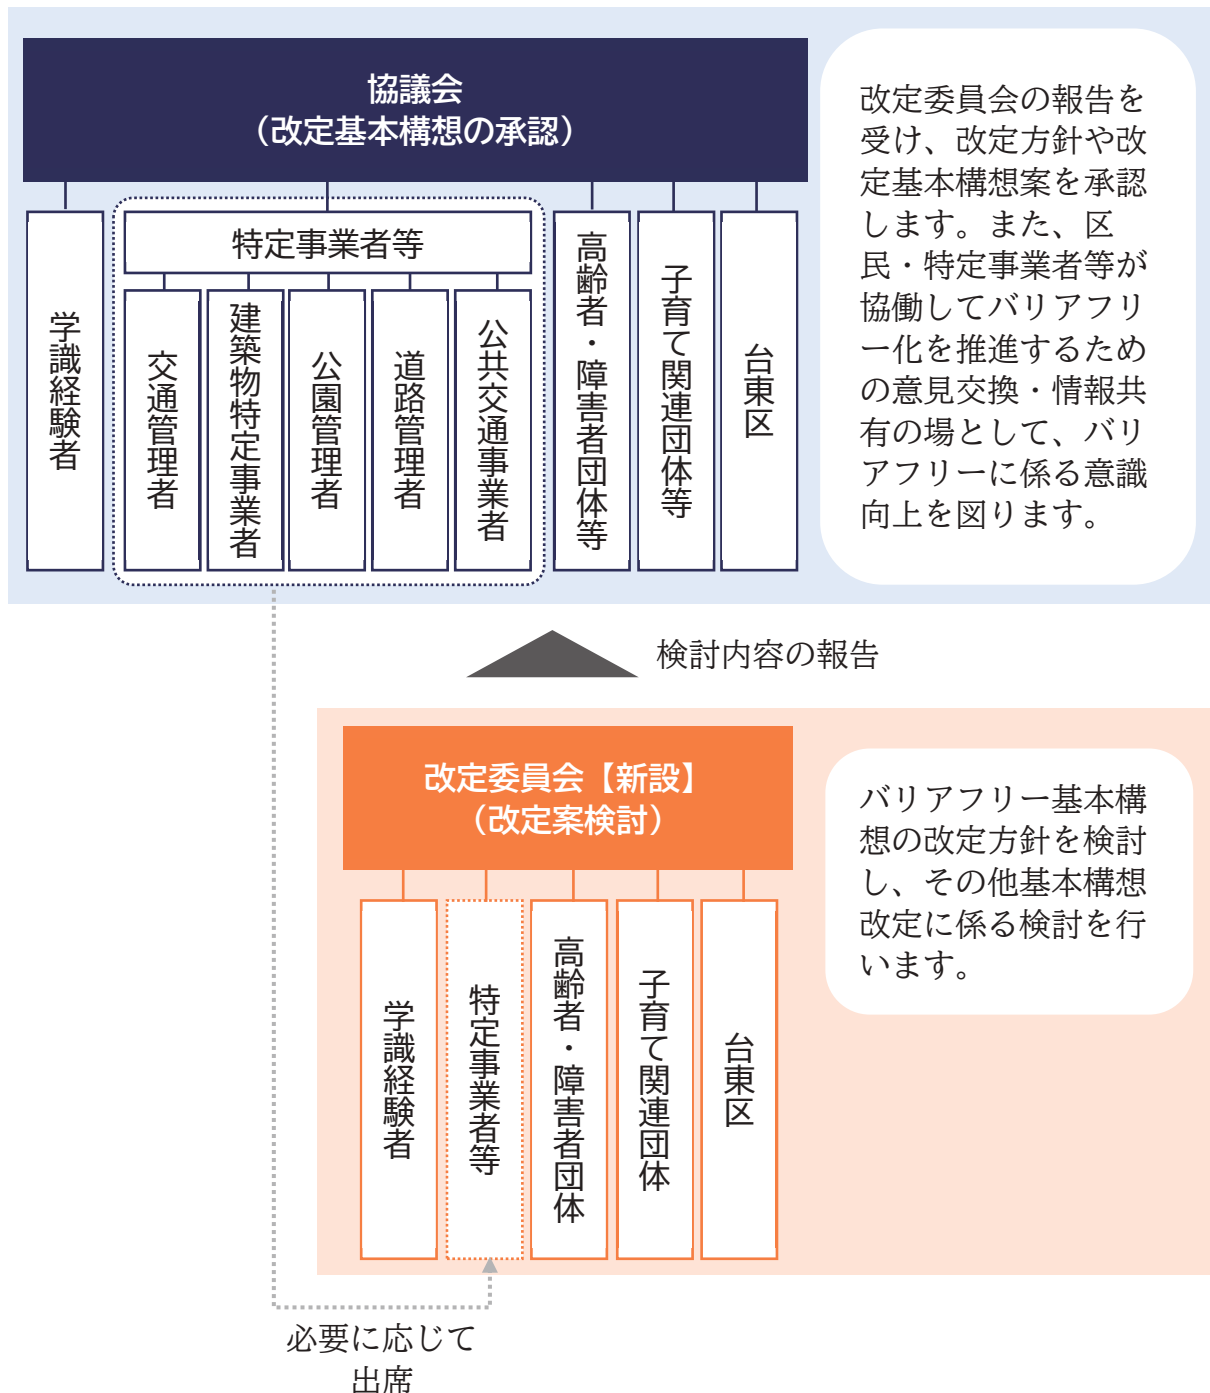 協議会
（改定基本構想の承認）
学識経験者
特定事業者等
交通管理者
建築物特定事業者
公園管理者
道路管理者
公共交通事業者
高齢者・障害者団体等
子育て関連団体等
台東区
改定委員会の報告を
受け、改定方針や改
定基本構想案を承認
します。また、区
民・特定事業者等が
協働してバリアフリ
ー化を推進するため
の意見交換・情報共
有の場として、バリ
アフリーに係る意識
向上を図ります。
検討内容の報告
改定委員会【新設】
（改定案検討）
学識経験者
特定事業者等
高齢者・障害者団体
子育て関連団体
台東区
バリアフリー基本構
想の改定方針を検討
し、その他基本構想
改定に係る検討を行
います。
必要に応じて
出席